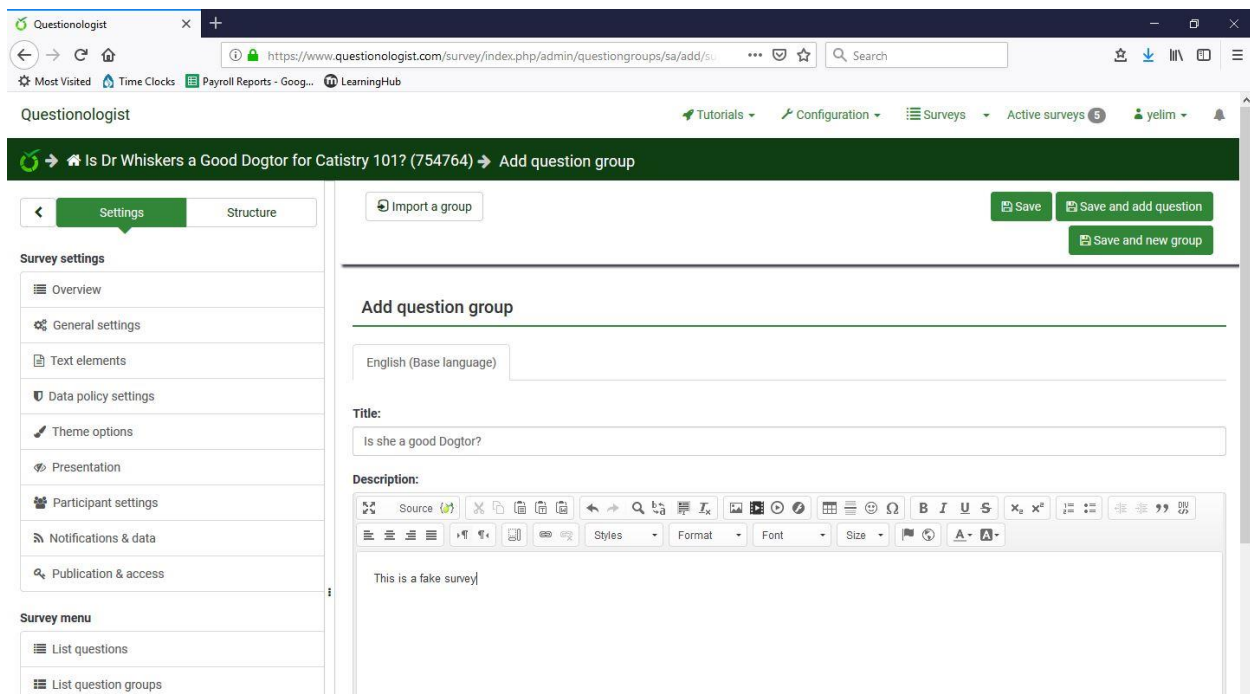 Questionologist
https://www.questionologist.com/survey/index.php/admin/questiongroups/sa/add/su
Search
Most Visited Time Clocks Payroll Reports - Goog... LearningHub
Questionologist Tutorials Configuration Surveys Active surveys 5 yelim
Is Dr Whiskers a Good Dogtor for Catistry 101? (754764) Add question group
Settings Structure
Import a group
Save Save and add question
Save and new group
Survey settings
Overview
General settings
Text elements
Data policy settings
Theme options
Presentation
Participant settings
Notifications & data
Publication & access
Survey menu
List questions
List question groups
Add question group
English (Base language)
Title:
Is she a good Dogtor?
Description:
Source B I U S
Styles Format Font Size A A
This is a fake survey